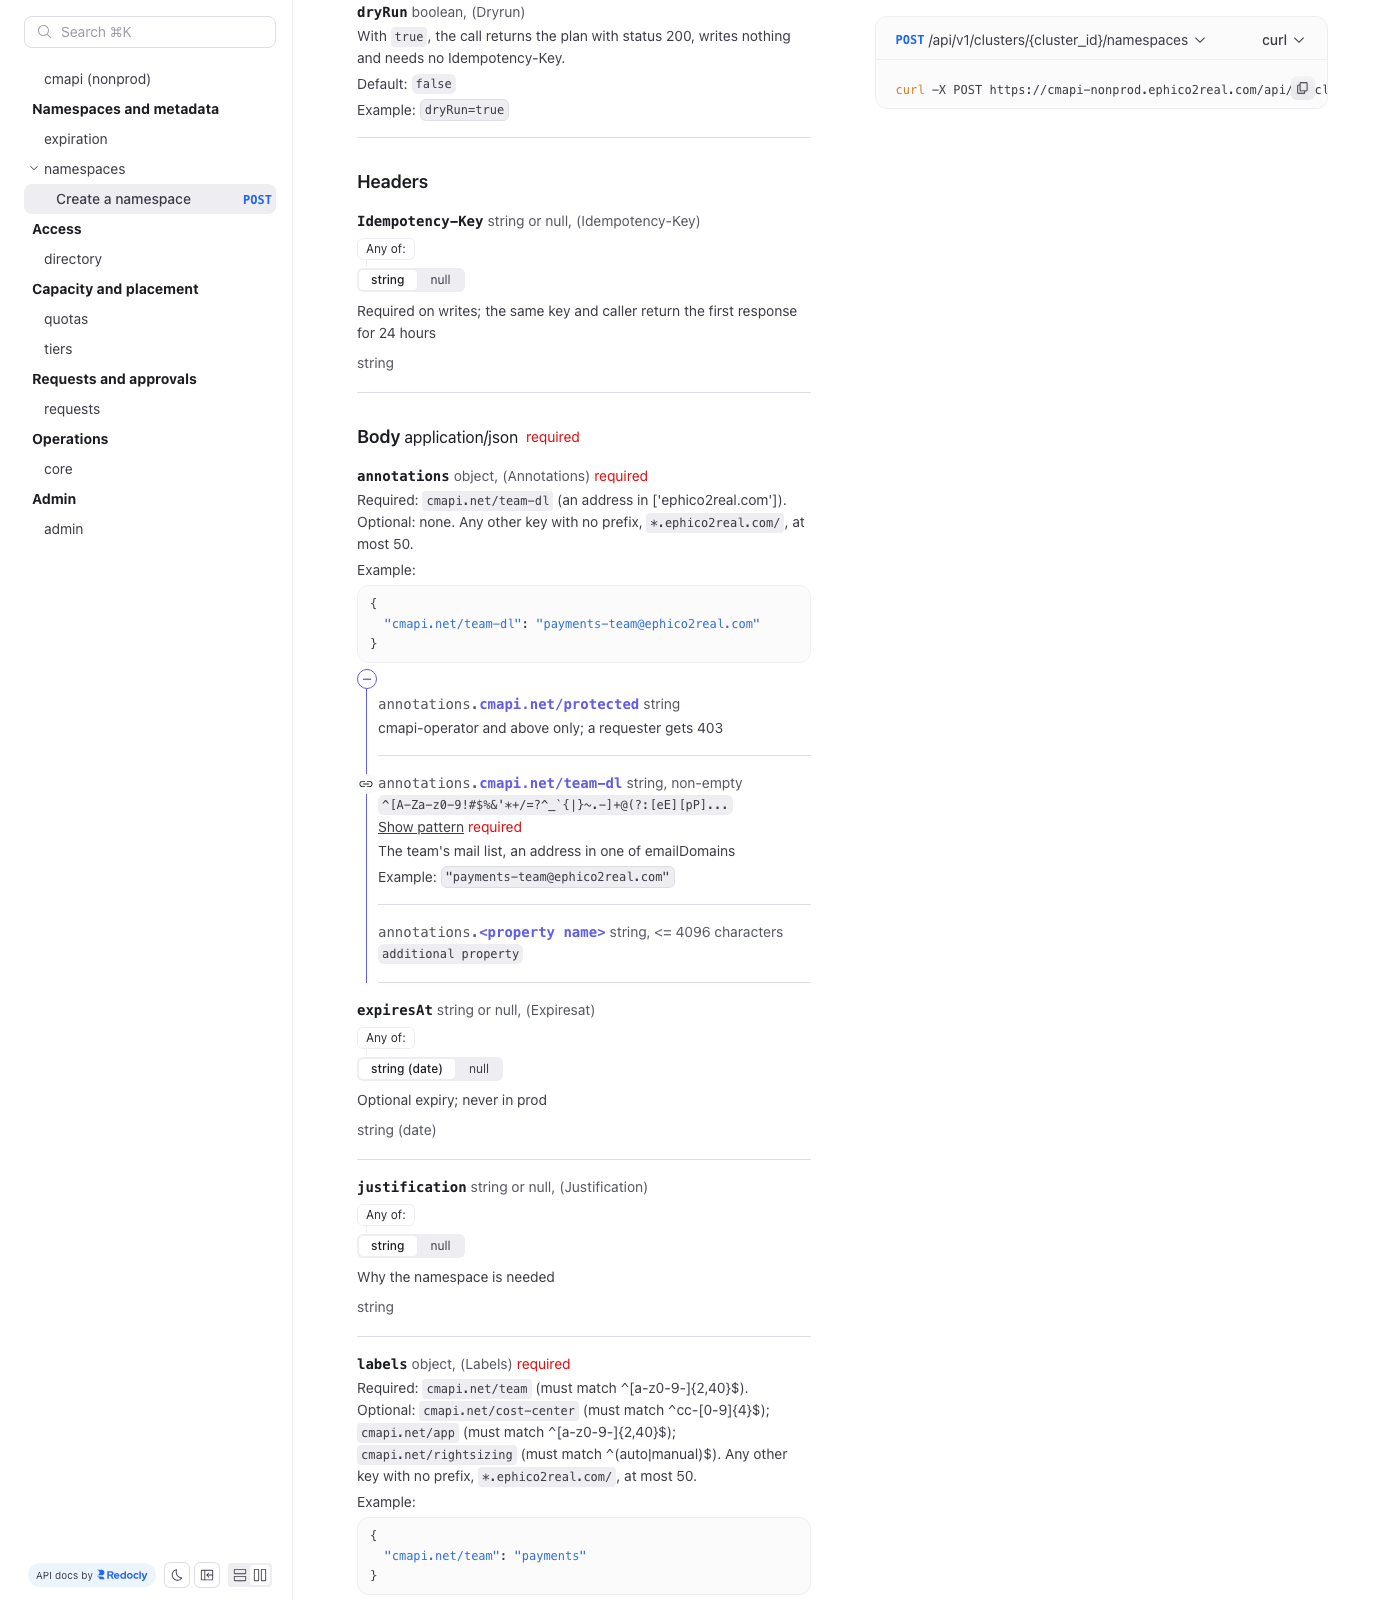 Search ⌘K
cmapi (nonprod)
Namespaces and metadata
expiration
namespaces
Create a namespace POST
Access
directory
Capacity and placement
quotas
tiers
Requests and approvals
requests
Operations
core
Admin
admin
API docs by Redocly
dryRun boolean, (Dryrun)
With true, the call returns the plan with status 200, writes nothing
and needs no Idempotency-Key.
Default: false
Example: dryRun=true
Headers
Idempotency-Key string or null, (Idempotency-Key)
Any of:
string null
Required on writes; the same key and caller return the first response
for 24 hours
string
Body application/json required
annotations object, (Annotations) required
Required: cmapi.net/team-dl (an address in ['ephico2real.com']).
Optional: none. Any other key with no prefix, *.ephico2real.com/, at
most 50.
Example:
{
"cmapi.net/team-dl": "payments-team@ephico2real.com"
}
annotations.cmapi.net/protected string
cmapi-operator and above only; a requester gets 403
annotations.cmapi.net/team-dl string, non-empty
^[A-Za-z0-9!#$%&'*+/=?^_`{|}~.-]+@(?:[eE][pP]...
Show pattern required
The team's mail list, an address in one of emailDomains
Example: "payments-team@ephico2real.com"
annotations.<property name> string, <= 4096 characters
additional property
expiresAt string or null, (Expiresat)
Any of:
string (date) null
Optional expiry; never in prod
string (date)
justification string or null, (Justification)
Any of:
string null
Why the namespace is needed
string
labels object, (Labels) required
Required: cmapi.net/team (must match ^[a-z0-9-]{2,40}$).
Optional: cmapi.net/cost-center (must match ^cc-[0-9]{4}$);
cmapi.net/app (must match ^[a-z0-9-]{2,40}$);
cmapi.net/rightsizing (must match ^(auto|manual)$). Any other
key with no prefix, *.ephico2real.com/, at most 50.
Example:
{
"cmapi.net/team": "payments"
}
POST /api/v1/clusters/{cluster_id}/namespaces curl
curl -X POST https://cmapi-nonprod.ephico2real.com/api/ cl